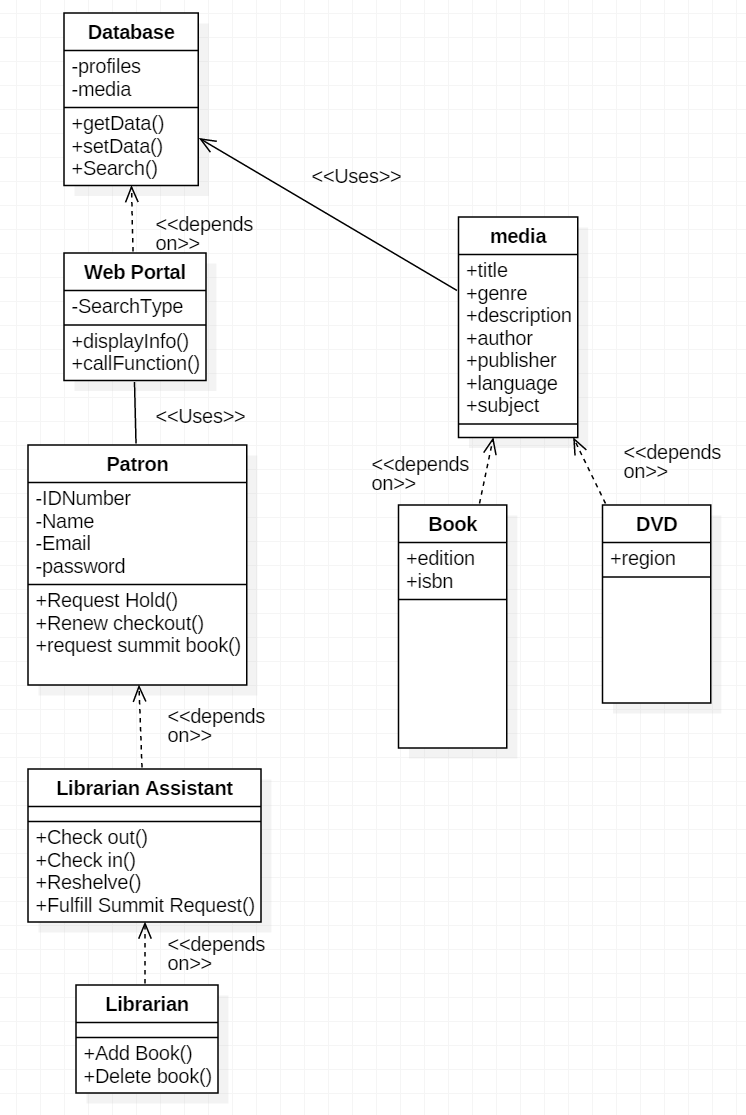 Database
-profiles
-media
+getData()
+setData()
+Search()
<<Uses>>
<<depends
on>>
Web Portal
-SearchType
+displayInfo()
+callFunction()
media
+title
+genre
+description
+author
+publisher
+language
+subject
<<Uses>>
Patron
-IDNumber
-Name
-Email
-password
+Request Hold()
+Renew checkout()
+request summit book()
<<depends
on>>
<<depends
on>>
Book
+edition
+isbn
DVD
+region
<<depends
on>>
Librarian Assistant
+Check out()
+Check in()
+Reshelve()
+Fulfill Summit Request()
<<depends
on>>
Librarian
+Add Book()
+Delete book()